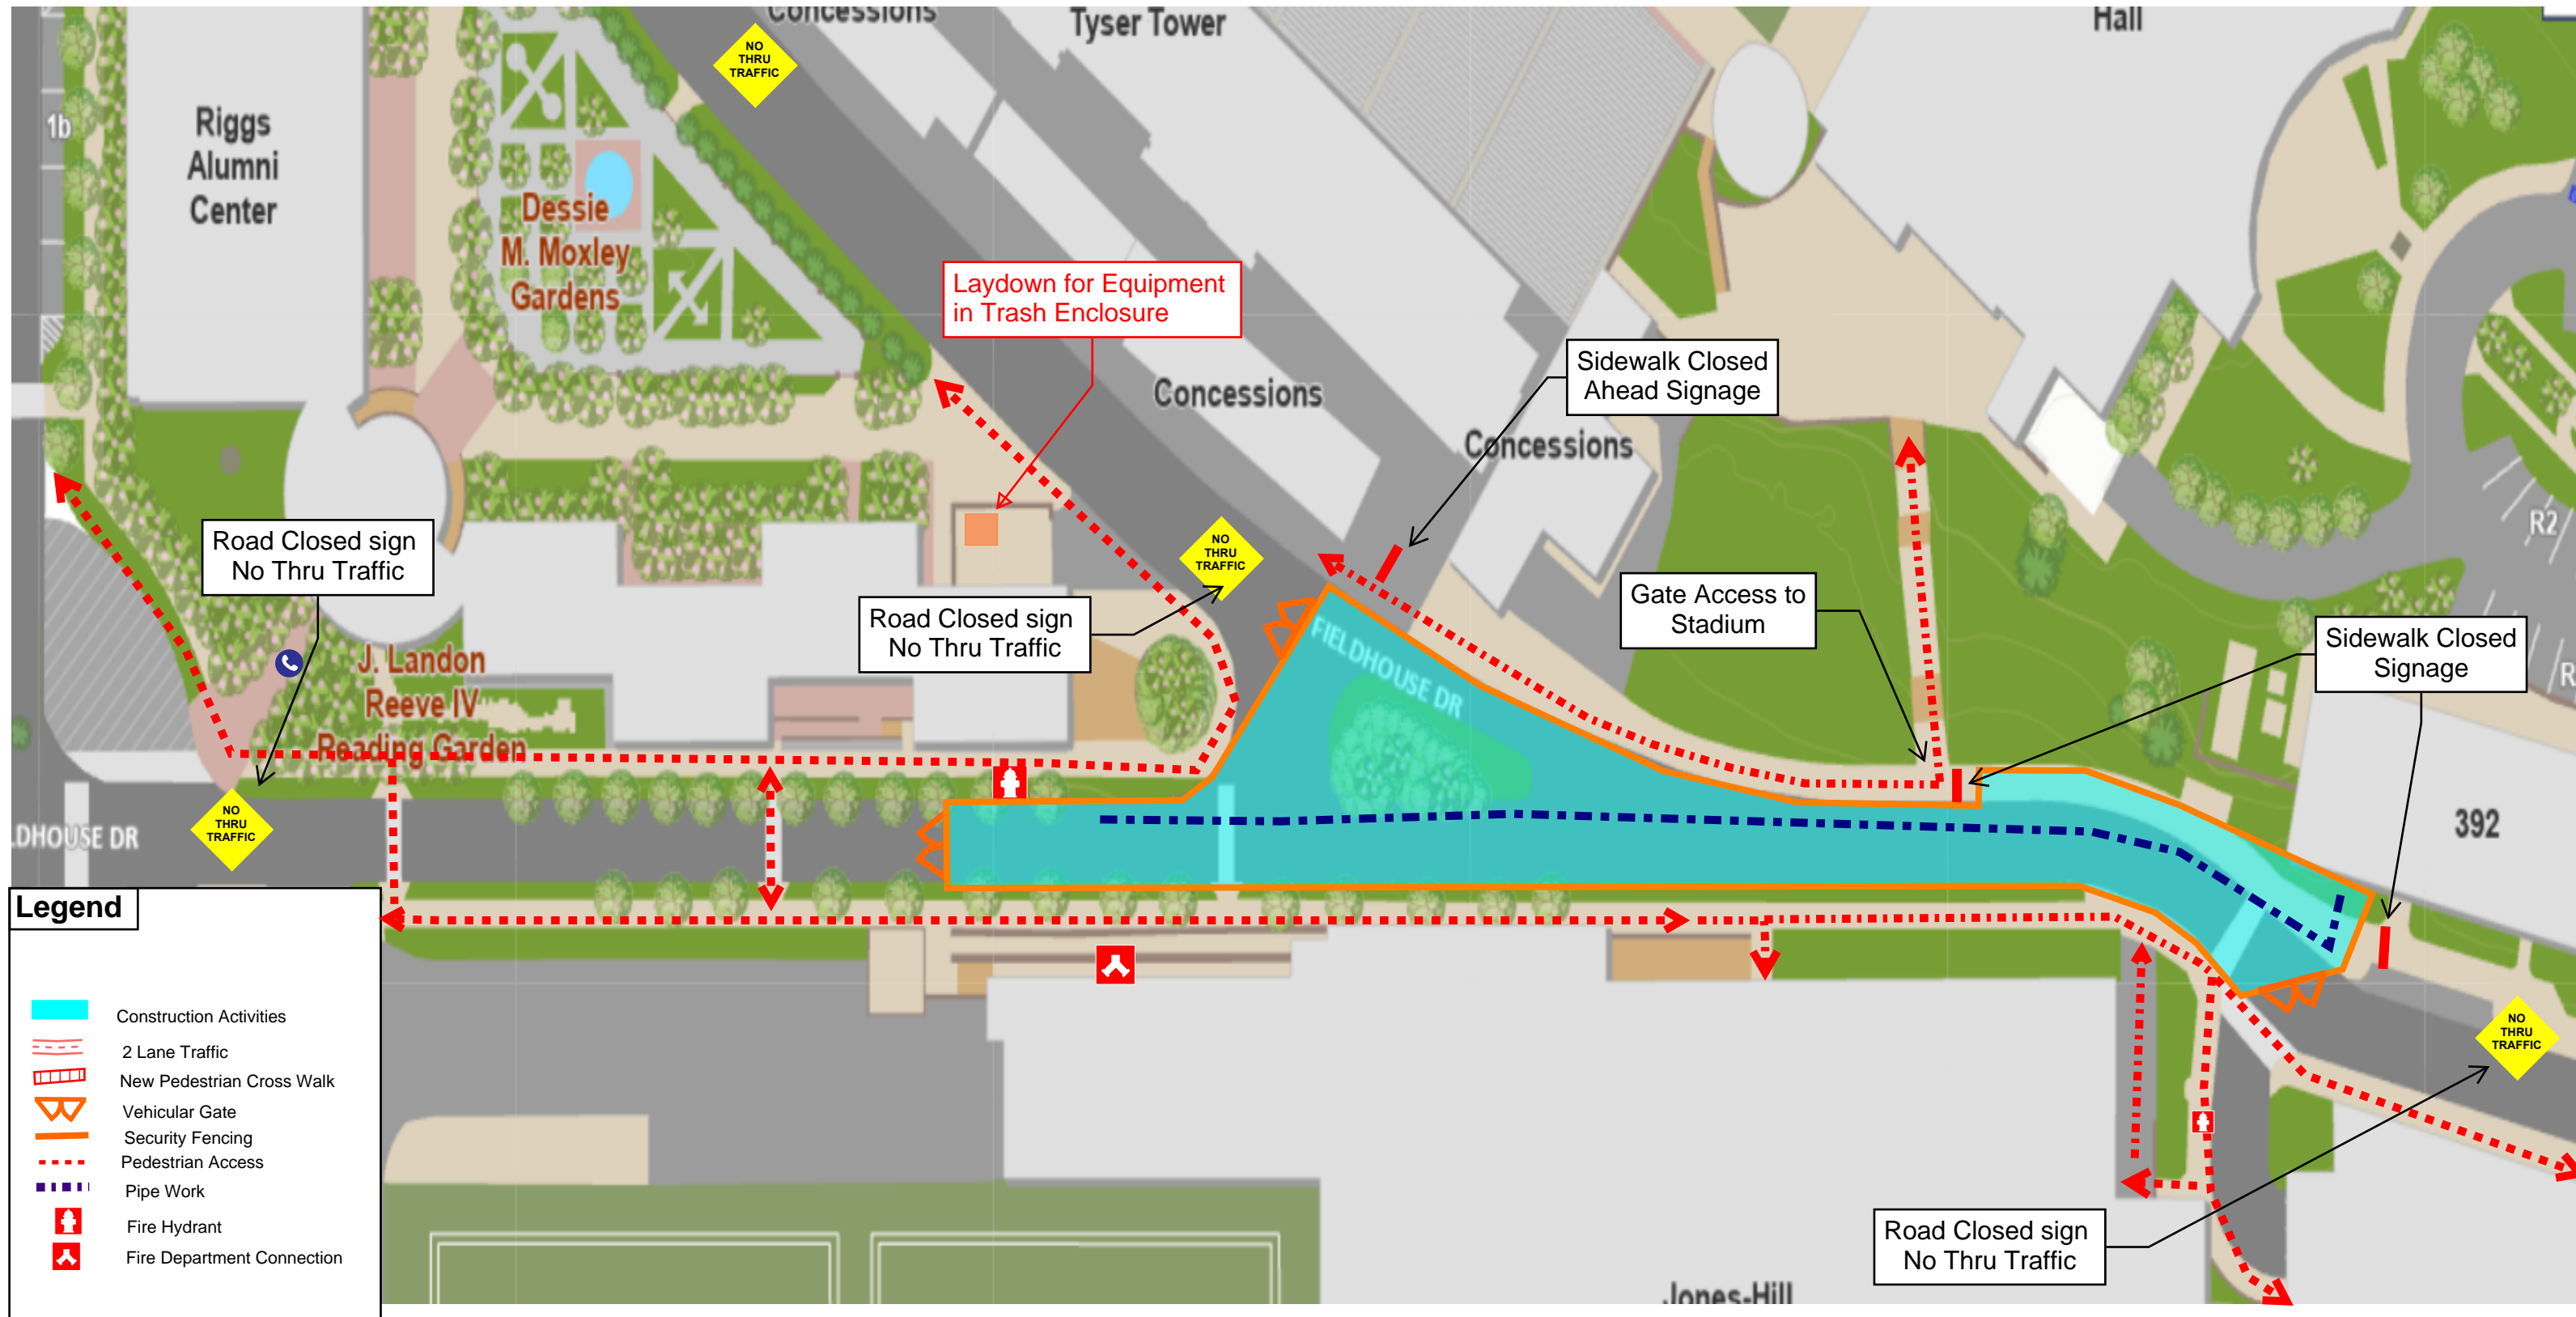 Concessions
Tyser Tower
Hall
NO
THRU
TRAFFIC
1b
Riggs
Alumni
Center
Dessie
M. Moxley
Gardens
Laydown for Equipment
in Trash Enclosure
Sidewalk Closed
Ahead Signage
Concessions
Concessions
R2
Road Closed sign
No Thru Traffic
NO
THRU
TRAFFIC
Road Closed sign
No Thru Traffic
Gate Access to
Stadium
Sidewalk Closed
Signage
FIELDHOUSE DR
J. Landon
Reeve IV
Reading Garden
R
NO
THRU
TRAFFIC
LDHOUSE DR
392
Legend
Construction Activities
2 Lane Traffic
New Pedestrian Cross Walk
Vehicular Gate
Security Fencing
Pedestrian Access
Pipe Work
Fire Hydrant
Fire Department Connection
NO
THRU
TRAFFIC
Road Closed sign
No Thru Traffic
Jones-Hill